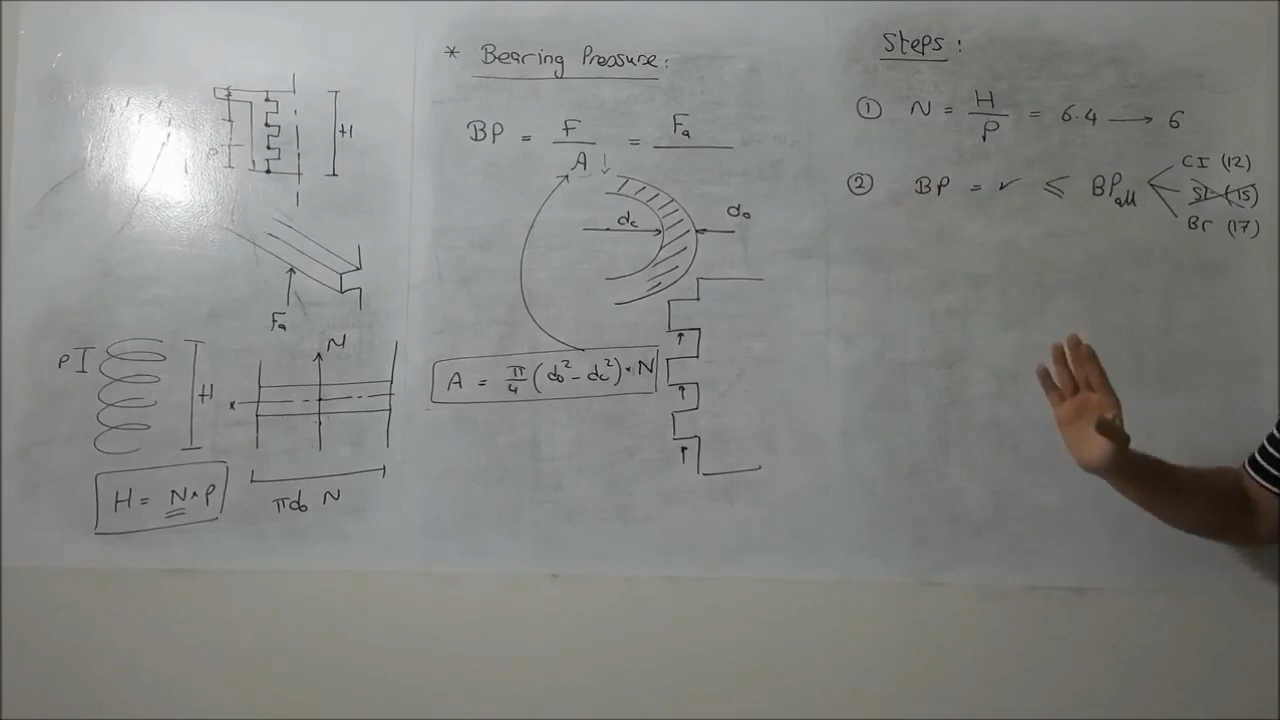 H
P
Fa
P
H
N
x
πdo N
H = N * P
* Bearing Pressure:
BP = F / A = Fa
dc
do
A = π/4 (do² - dc²) * N
Steps:
① N = H / P = 6.4 → 6
② BP = ✓ ≤ BPall
CI (12)
St (15)
Br (17)